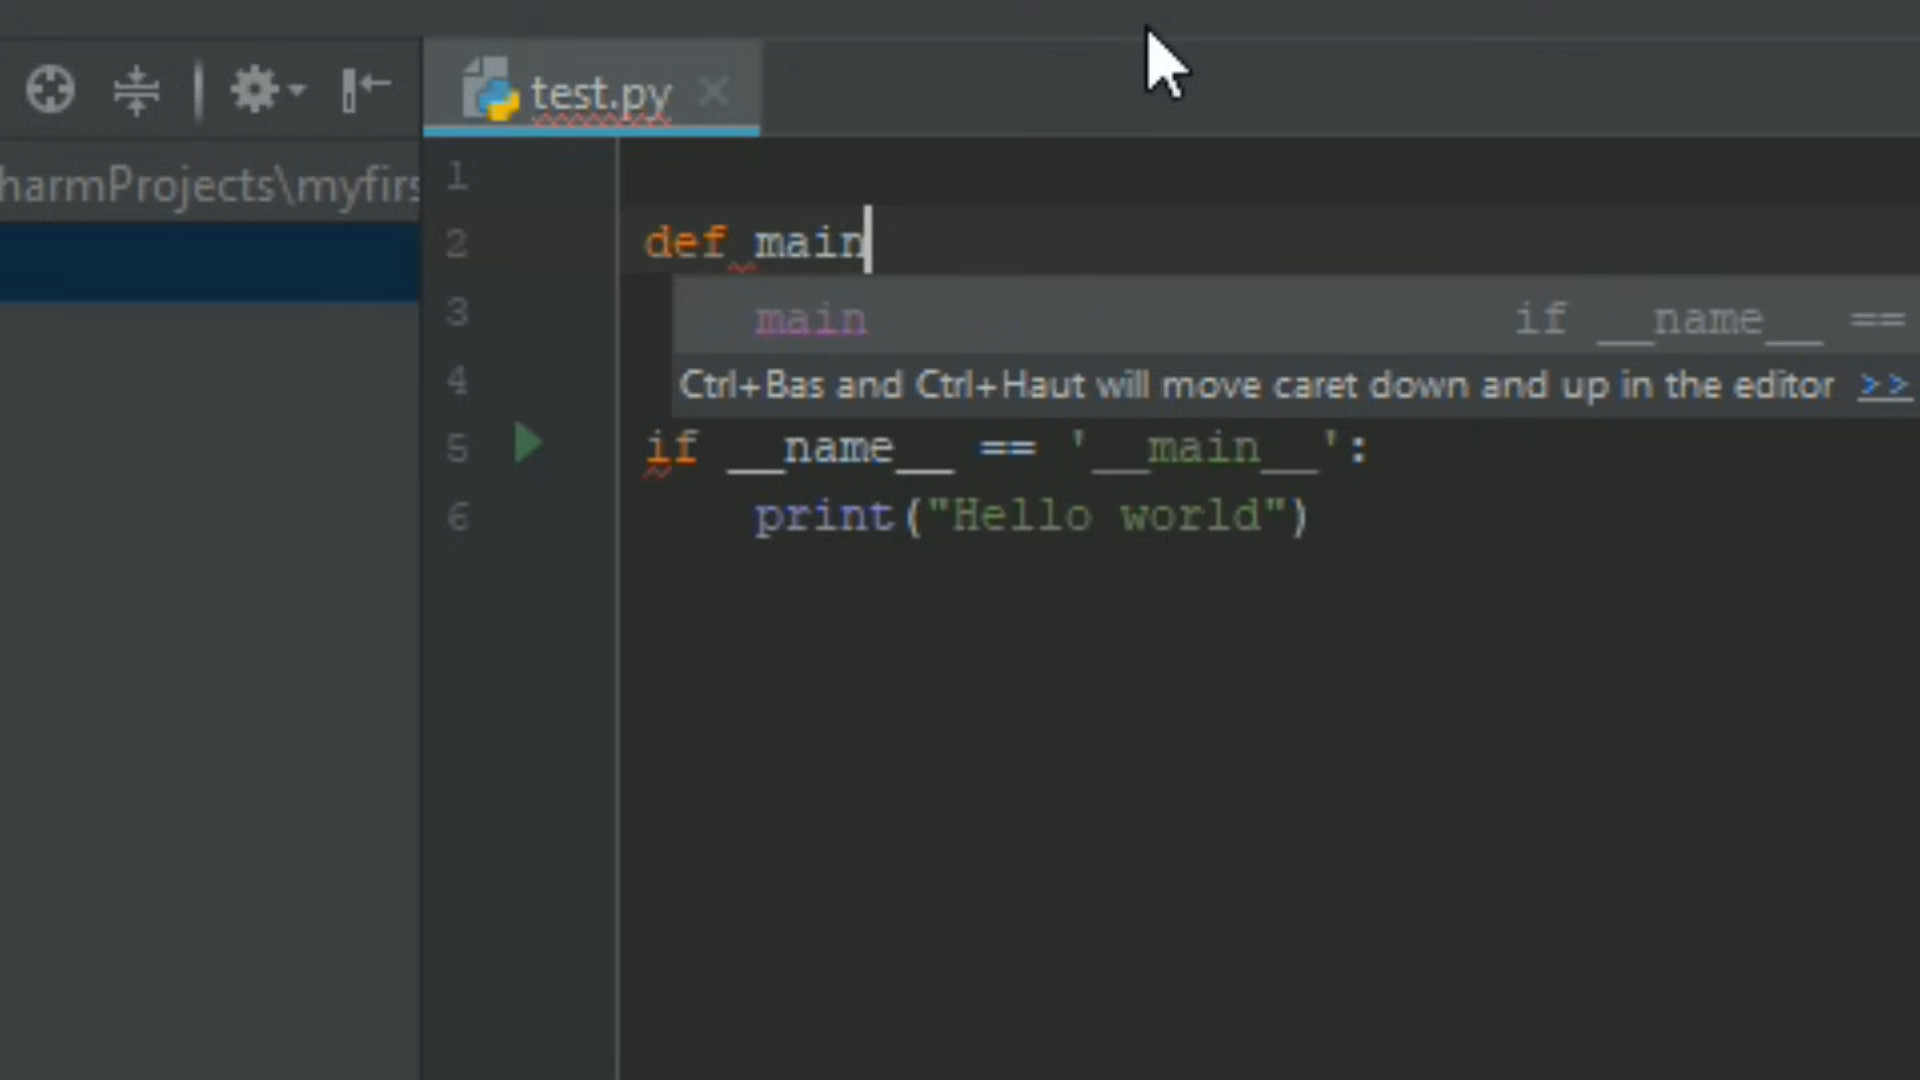 test.py
harmProjects\myfirs
1
2 def main
main if __name__ ==
3
4
Ctrl+Bas and Ctrl+Haut will move caret down and up in the editor >>
5 if __name__ == '__main__':
6 print("Hello world")